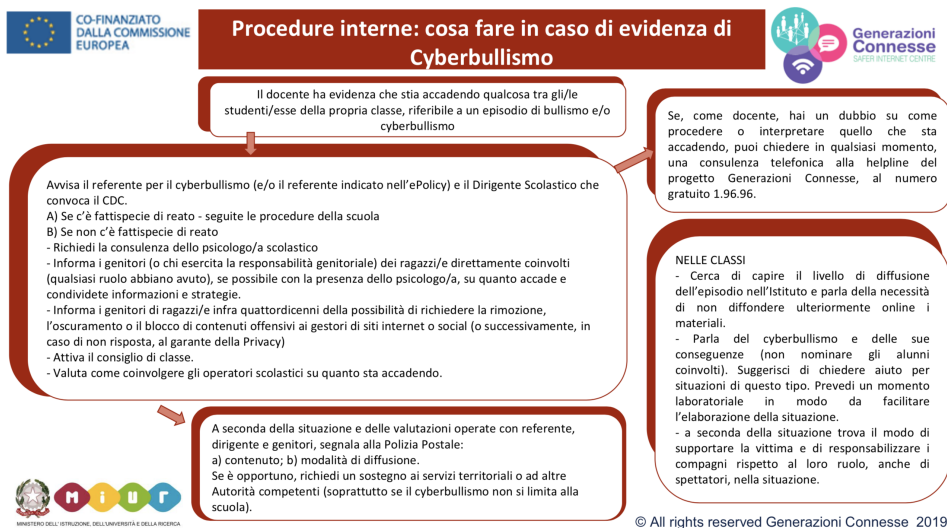 CO-FINANZIATO
DALLA COMMISSIONE
EUROPEA
Procedure interne: cosa fare in caso di evidenza di
Cyberbullismo
Generazioni
Connesse
SAFER INTERNET CENTRE
Il docente ha evidenza che stia accadendo qualcosa tra gli/le
studenti/esse della propria classe, riferibile a un episodio di bullismo e/o
cyberbullismo
Se, come docente, hai un dubbio su come
procedere o interpretare quello che sta
accadendo, puoi chiedere in qualsiasi momento,
una consulenza telefonica alla helpline del
progetto Generazioni Connesse, al numero
gratuito 1.96.96.
Avvisa il referente per il cyberbullismo (e/o il referente indicato nell'ePolicy) e il Dirigente Scolastico che
convoca il CDC.
A) Se c'è fattispecie di reato - seguite le procedure della scuola
B) Se non c'è fattispecie di reato
- Richiedi la consulenza dello psicologo/a scolastico
- Informa i genitori (o chi esercita la responsabilità genitoriale) dei ragazzi/e direttamente coinvolti
(qualsiasi ruolo abbiano avuto), se possibile con la presenza dello psicologo/a, su quanto accade e
condividete informazioni e strategie.
- Informa i genitori di ragazzi/e infra quattordicenni della possibilità di richiedere la rimozione,
l'oscuramento o il blocco di contenuti offensivi ai gestori di siti internet o social (o successivamente, in
caso di non risposta, al garante della Privacy)
- Attiva il consiglio di classe.
- Valuta come coinvolgere gli operatori scolastici su quanto sta accadendo.
NELLE CLASSI
- Cerca di capire il livello di diffusione
dell'episodio nell'Istituto e parla della necessità
di non diffondere ulteriormente online i
materiali.
- Parla del cyberbullismo e delle sue
conseguenze (non nominare gli alunni
coinvolti). Suggerisci di chiedere aiuto per
situazioni di questo tipo. Prevedi un momento
laboratoriale in modo da facilitare
l'elaborazione della situazione.
- a seconda della situazione trova il modo di
supportare la vittima e di responsabilizzare i
compagni rispetto al loro ruolo, anche di
spettatori, nella situazione.
A seconda della situazione e delle valutazioni operate con referente,
dirigente e genitori, segnala alla Polizia Postale:
a) contenuto; b) modalità di diffusione.
Se è opportuno, richiedi un sostegno ai servizi territoriali o ad altre
Autorità competenti (soprattutto se il cyberbullismo non si limita alla
scuola).
MIUR
MINISTERO DELL'ISTRUZIONE, DELL'UNIVERSITÀ E DELLA RICERCA
© All rights reserved Generazioni Connesse 2019